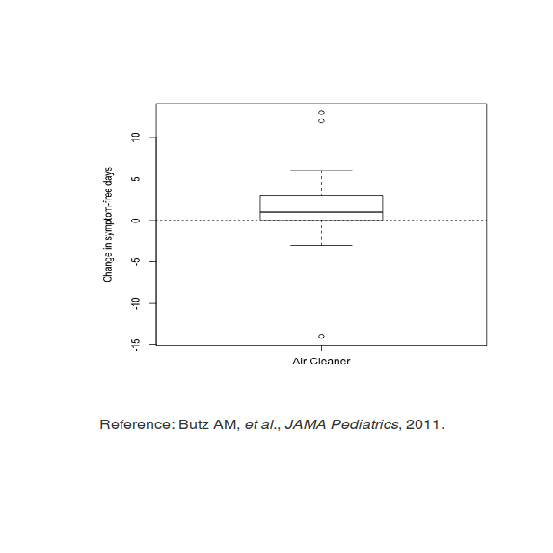 Change in symptom-free days
10
5
0
-5
-10
-15
Air Cleaner
Reference: Butz AM, et al., JAMA Pediatrics, 2011.